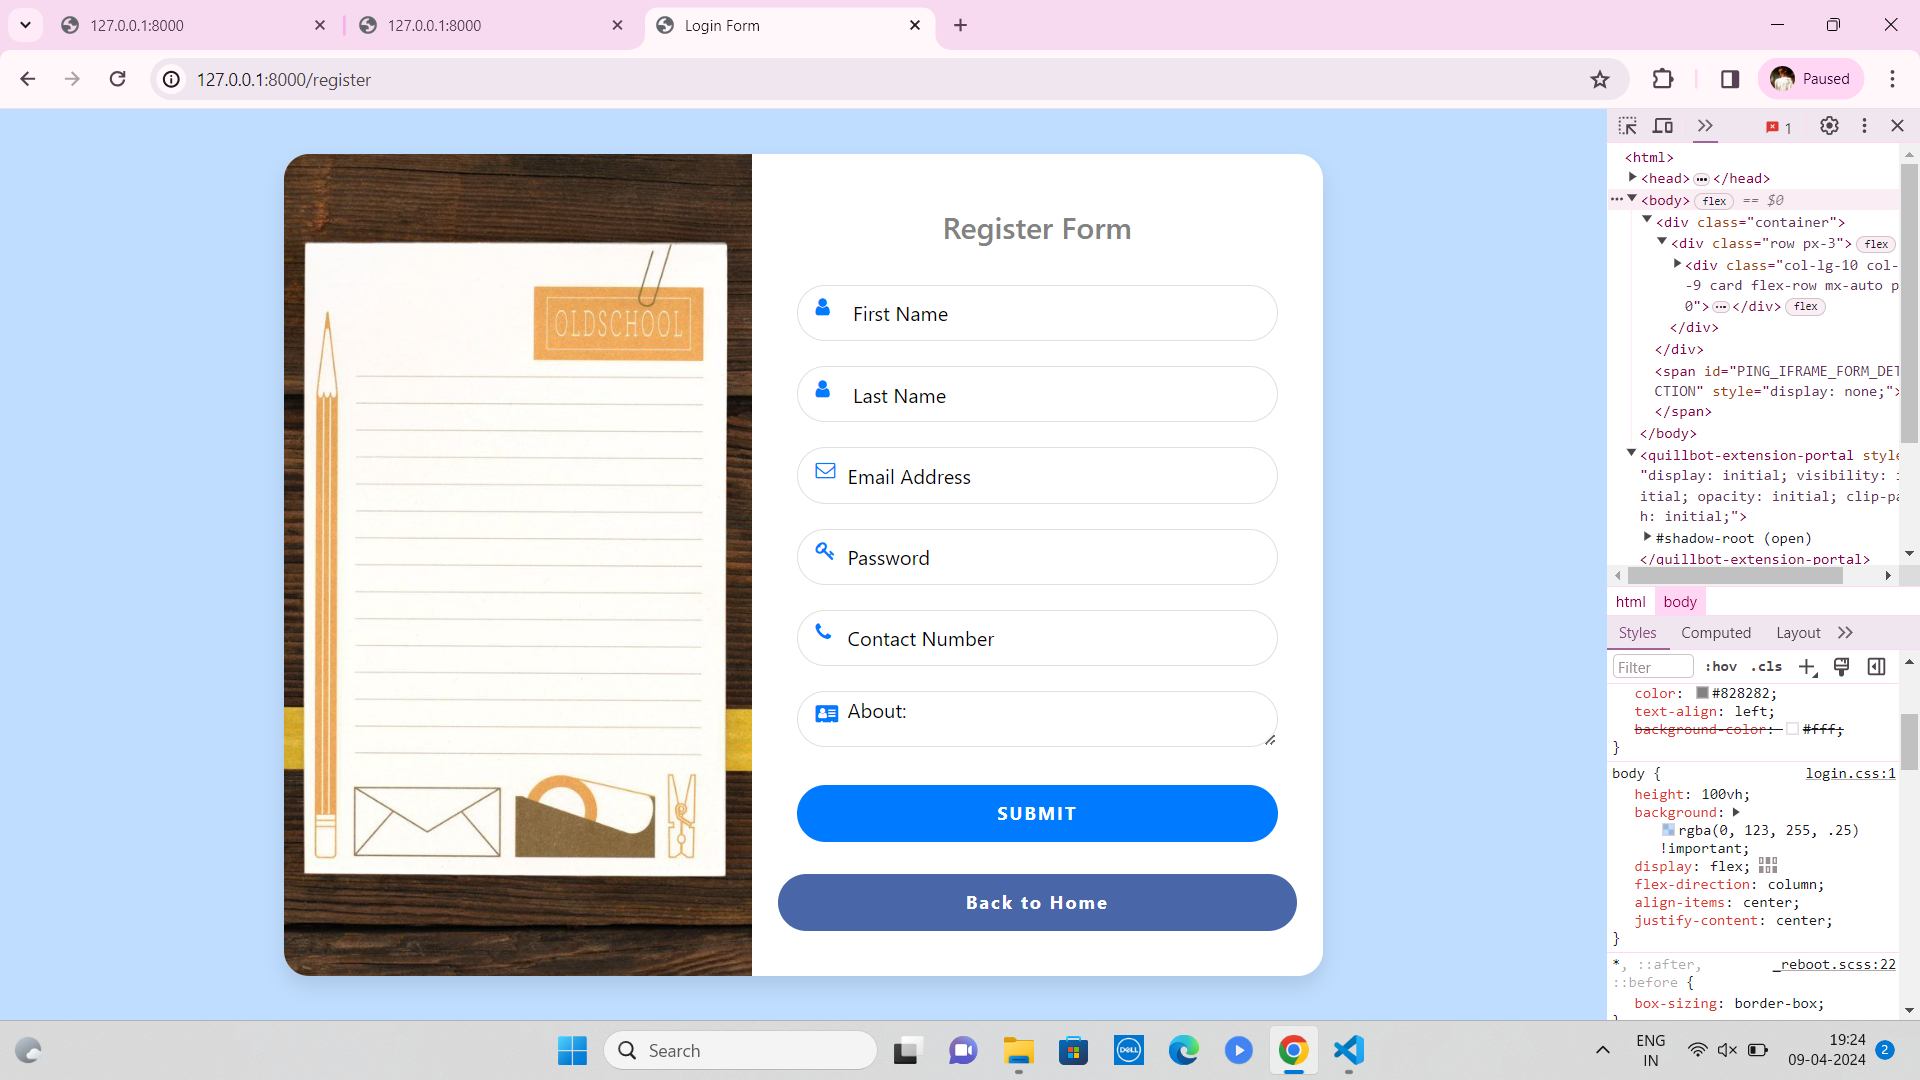 127.0.0.1:8000
127.0.0.1:8000
Login Form
127.0.0.1:8000/register
Paused
OLDSCHOOL
Register Form
First Name
Last Name
Email Address
Password
Contact Number
About:
SUBMIT
Back to Home
1
<html>
<head> ••• </head>
••• <body> flex == $0
<div class="container">
<div class="row px-3"> flex
<div class="col-lg-10 col-
-9 card flex-row mx-auto p
0"> ••• </div> flex
</div>
</div>
<span id="PING_IFRAME_FORM_DET
CTION" style="display: none;">
</span>
</body>
<quillbot-extension-portal style
"display: initial; visibility: i
itial; opacity: initial; clip-pa
h: initial;">
#shadow-root (open)
</quillbot-extension-portal>
html body
Styles Computed Layout
Filter :hov .cls
color: #828282;
text-align: left;
background-color: #fff;
}
body { login.css:1
height: 100vh;
background:
rgba(0, 123, 255, .25)
!important;
display: flex;
flex-direction: column;
align-items: center;
justify-content: center;
}
*, ::after, _reboot.scss:22
::before {
box-sizing: border-box;
}
Search
DELL
ENG
IN
19:24
09-04-2024
2